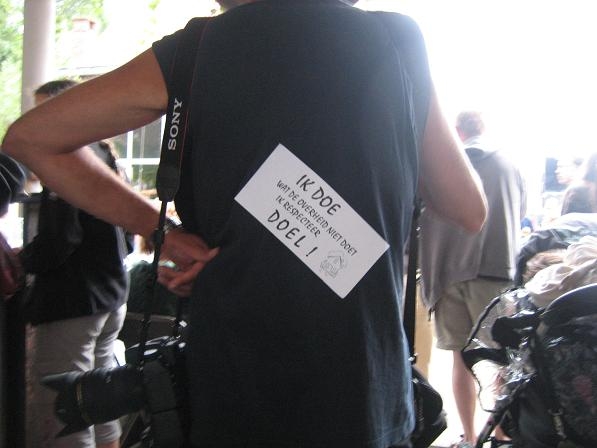 SONY
IK DOE
WAT DE OVERHEID NIET DOET
IK RESPECTEER
DOEL !